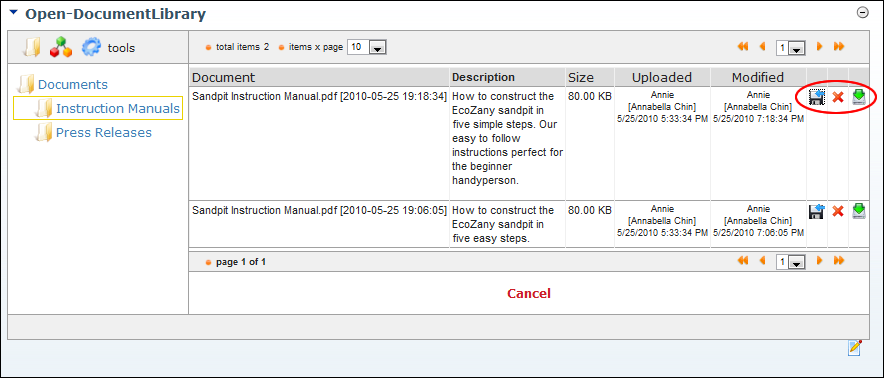 Open-DocumentLibrary
tools
total items 2 items x page 10 1
Documents
Instruction Manuals
Press Releases
Document Description Size Uploaded Modified
Sandpit Instruction Manual.pdf [2010-05-25 19:18:34]
How to construct the
EcoZany sandpit in
five simple steps. Our
easy to follow
instructions perfect for
the beginner
handyperson.
80.00 KB
Annie
[Annabella Chin]
5/25/2010 5:33:34 PM
Annie
[Annabella Chin]
5/25/2010 7:18:34 PM
Sandpit Instruction Manual.pdf [2010-05-25 19:06:05]
How to construct the
EcoZany sandpit in
five easy steps.
80.00 KB
Annie
[Annabella Chin]
5/25/2010 5:33:34 PM
Annie
[Annabella Chin]
5/25/2010 7:06:05 PM
page 1 of 1 1
Cancel